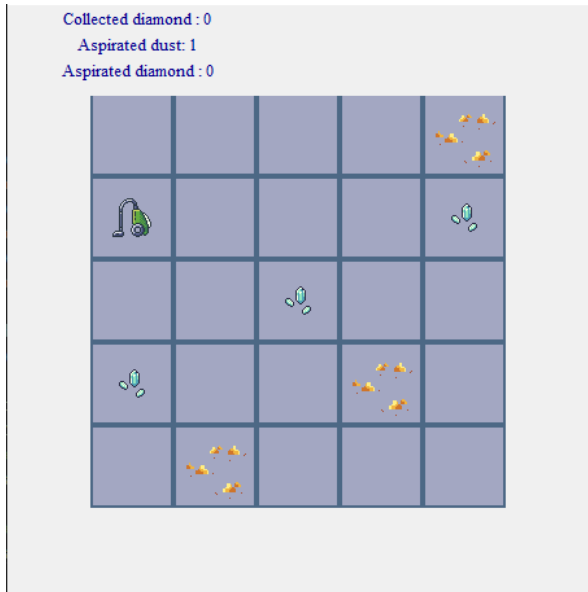 Collected diamond : 0
Aspirated dust: 1
Aspirated diamond : 0